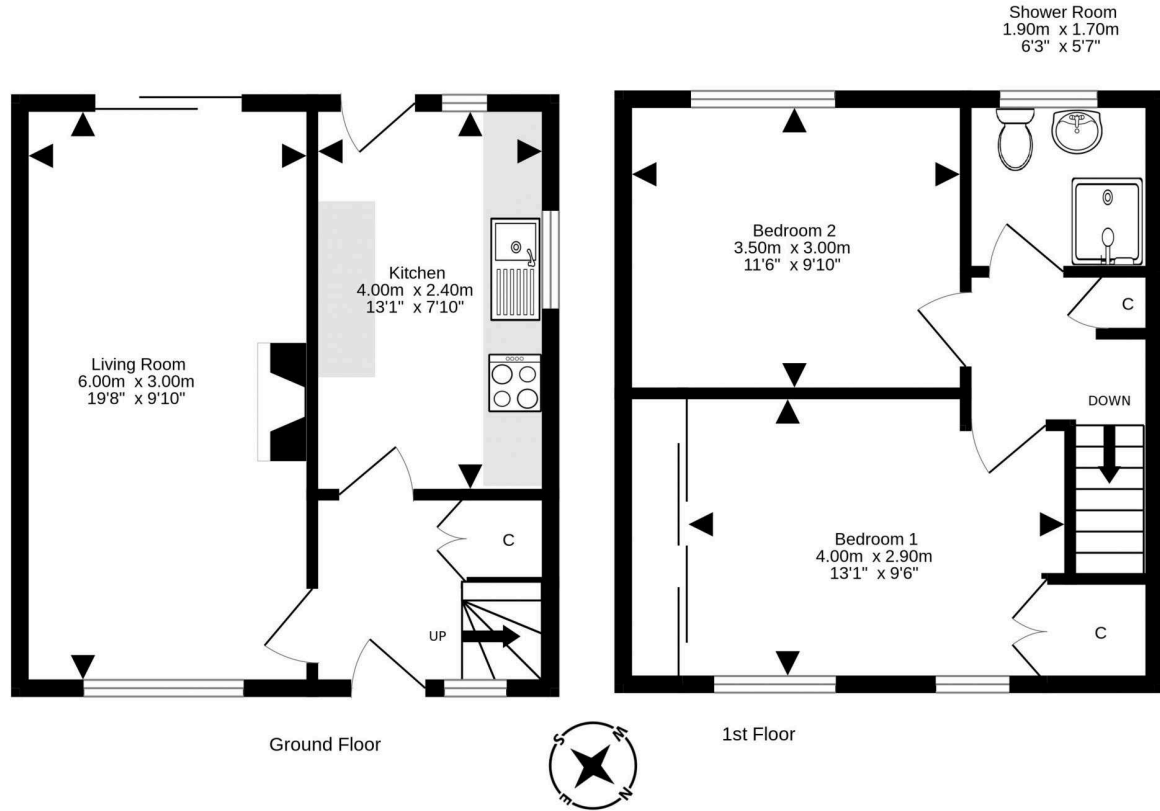 Shower Room
1.90m x 1.70m
6'3" x 5'7"
Living Room
6.00m x 3.00m
19'8" x 9'10"
Kitchen
4.00m x 2.40m
13'1" x 7'10"
C
UP
Ground Floor
Bedroom 2
3.50m x 3.00m
11'6" x 9'10"
C
DOWN
Bedroom 1
4.00m x 2.90m
13'1" x 9'6"
C
1st Floor
S
W
E
N